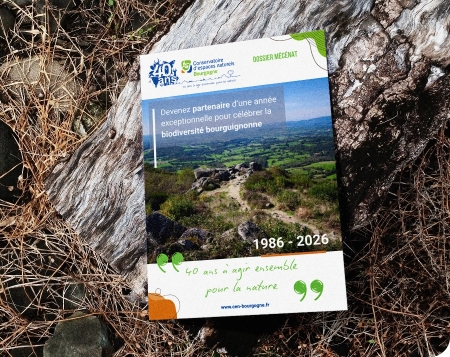 40 ans
Conservatoire
d'espaces naturels
Bourgogne
DOSSIER MÉCÉNAT
Devenez partenaire d'une année
exceptionnelle pour célébrer la
biodiversité bourguignonne
1986 - 2026
40 ans à agir ensemble
pour la nature
www.cen-bourgogne.fr